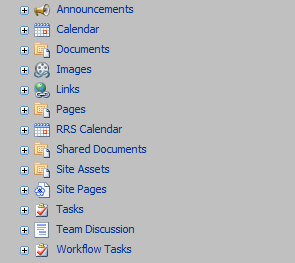 Announcements
Calendar
Documents
Images
Links
Pages
RRS Calendar
Shared Documents
Site Assets
Site Pages
Tasks
Team Discussion
Workflow Tasks